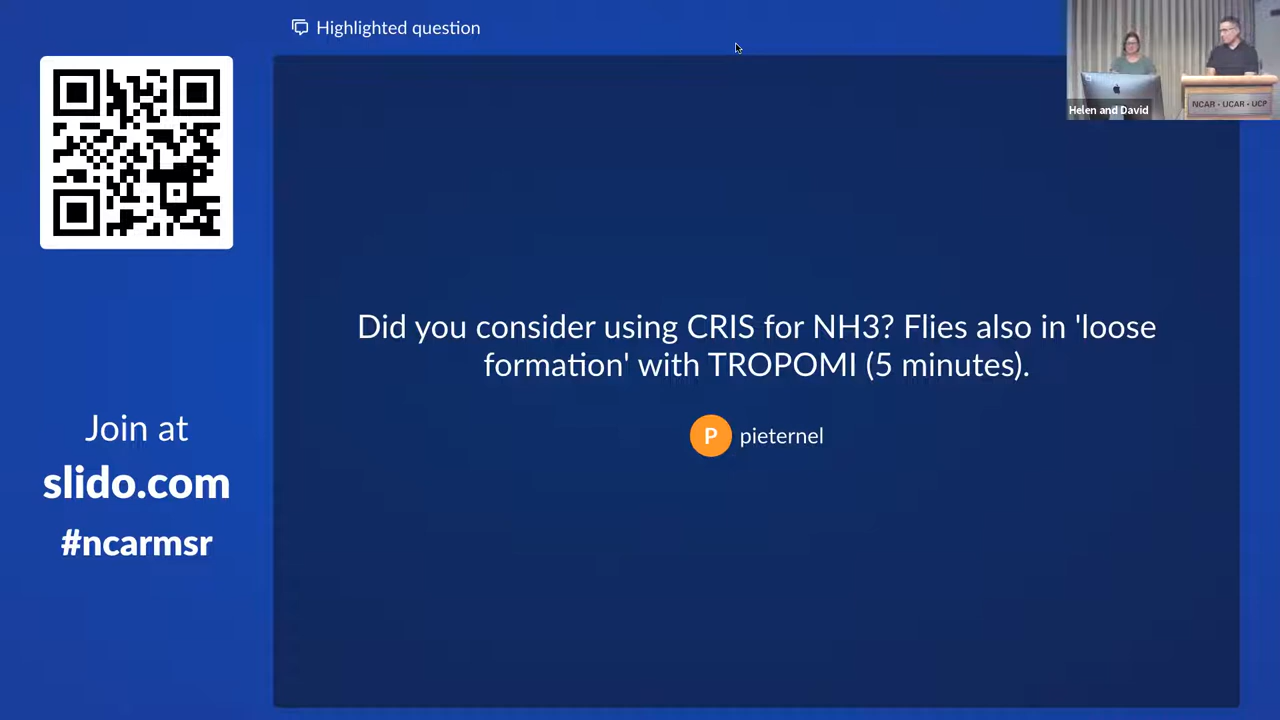 Highlighted question
NCAR • UCAR • UCP
Helen and David
Did you consider using CRIS for NH3? Flies also in 'loose
formation' with TROPOMI (5 minutes).
P pieternel
Join at
slido.com
#ncarmsr